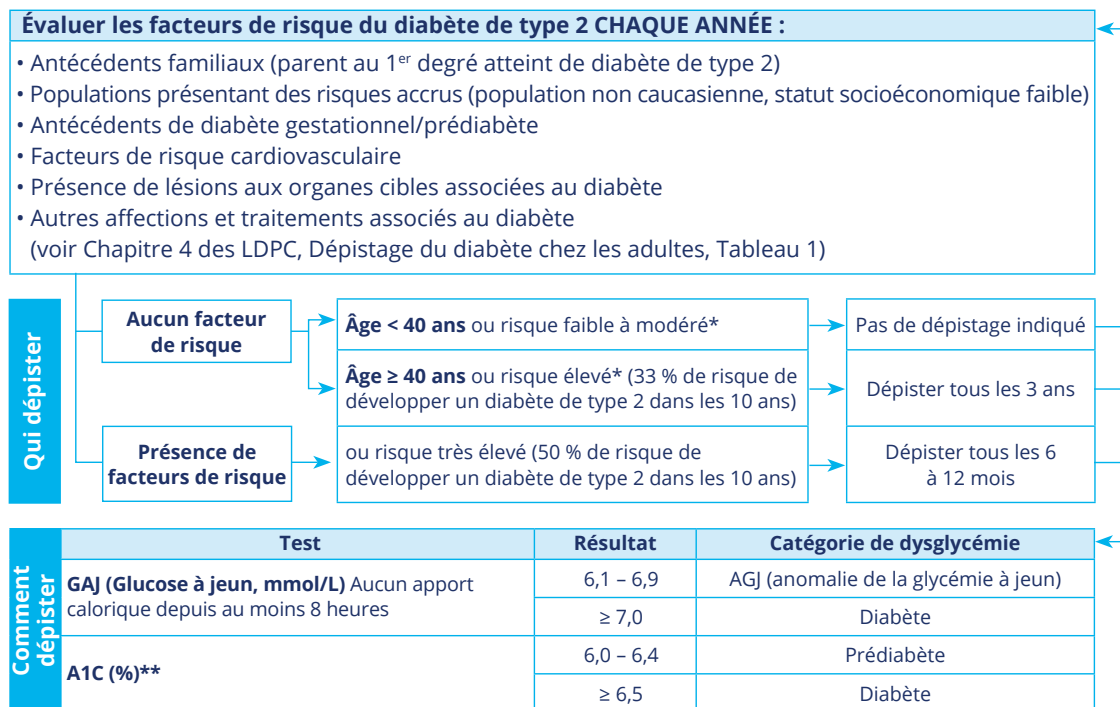 Évaluer les facteurs de risque du diabète de type 2 CHAQUE ANNÉE :
• Antécédents familiaux (parent au 1er degré atteint de diabète de type 2)
• Populations présentant des risques accrus (population non caucasienne, statut socioéconomique faible)
• Antécédents de diabète gestationnel/prédiabète
• Facteurs de risque cardiovasculaire
• Présence de lésions aux organes cibles associées au diabète
• Autres affections et traitements associés au diabète
(voir Chapitre 4 des LDPC, Dépistage du diabète chez les adultes, Tableau 1)
Qui dépister
Aucun facteur
de risque
Âge < 40 ans ou risque faible à modéré*
Pas de dépistage indiqué
Âge ≥ 40 ans ou risque élevé* (33 % de risque de
développer un diabète de type 2 dans les 10 ans)
Dépister tous les 3 ans
Présence de
facteurs de risque
ou risque très élevé (50 % de risque de
développer un diabète de type 2 dans les 10 ans)
Dépister tous les 6
à 12 mois
Comment
dépister
Test
Résultat
Catégorie de dysglycémie
GAJ (Glucose à jeun, mmol/L) Aucun apport
calorique depuis au moins 8 heures
6,1 – 6,9
AGJ (anomalie de la glycémie à jeun)
≥ 7,0
Diabète
A1C (%)**
6,0 – 6,4
Prédiabète
≥ 6,5
Diabète